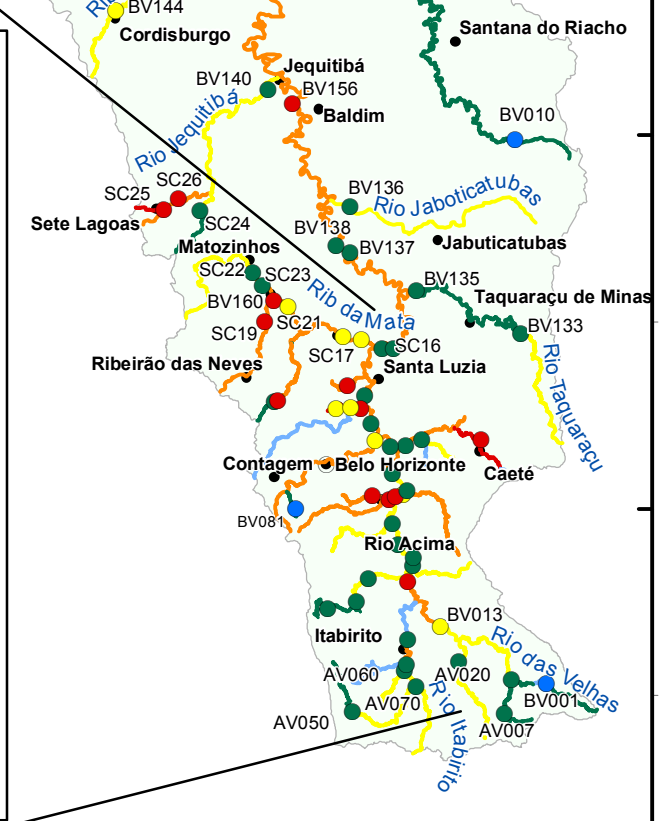 Ri
BV144
Cordisburgo
Santana do Riacho
Jequitibá
BV140
BV156
Baldim
BV010
Rio Jequitibá
SC26
SC25
BV136
Rio Jaboticatubas
Sete Lagoas
SC24
BV138
Matozinhos
BV137
Jabuticatubas
SC22
SC23
BV135
Rib da Mata
Taquaraçu de Minas
BV160
SC19
SC21
BV133
SC17
SC16
Ribeirão das Neves
Santa Luzia
Rio Taquaraçu
Contagem
Belo Horizonte
Caeté
BV081
Rio Acima
BV013
Itabirito
Rio das Velhas
AV060
AV020
AV070
BV001
AV050
AV007
Rio Itabirito